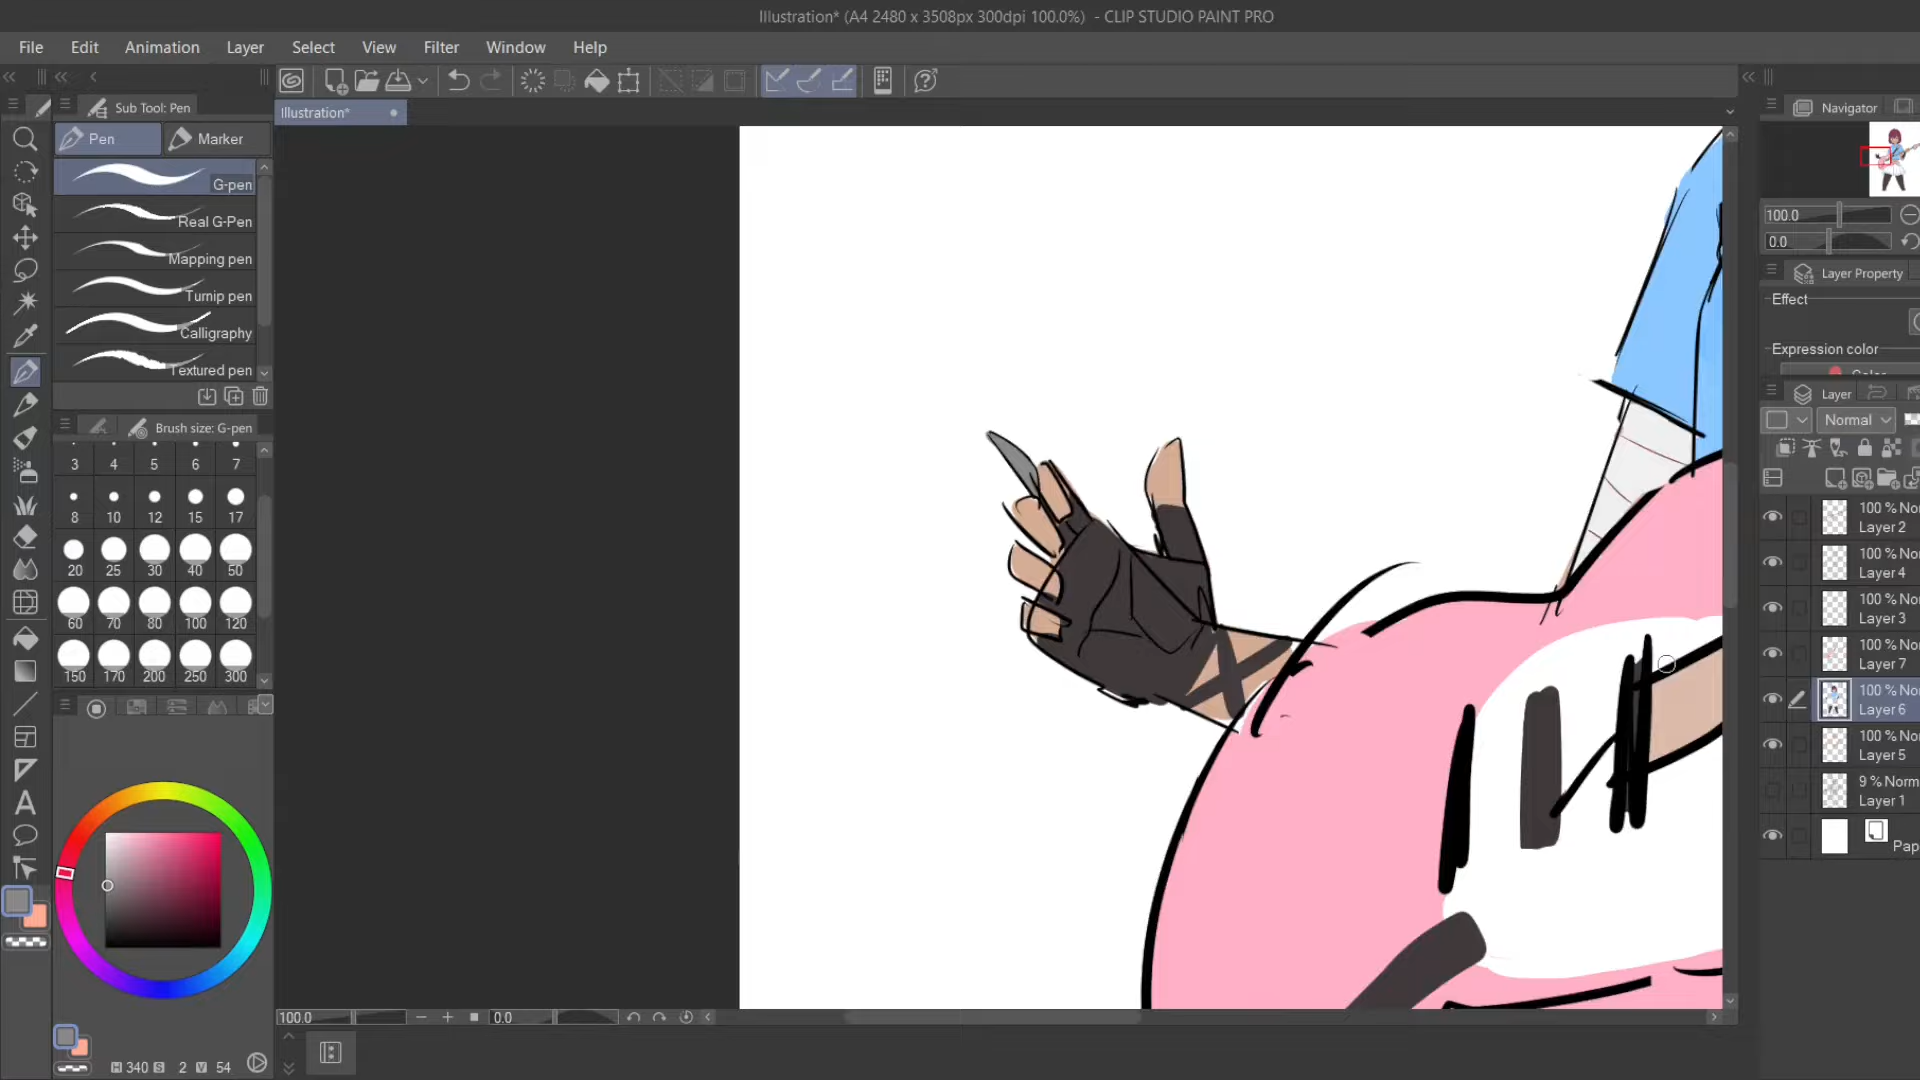 Illustration* (A4 2480 x 3508px 300dpi 100.0%) - CLIP STUDIO PAINT PRO
File Edit Animation Layer Select View Filter Window Help
Sub Tool: Pen
Pen Marker
G-pen
Real G-Pen
Mapping pen
Turnip pen
Calligraphy
Textured pen
Brush size: G-pen
3 4 5 6 7
8 10 12 15 17
20 25 30 40 50
60 70 80 100 120
150 170 200 250 300
H 340 S 2 V 54
Illustration*
100.0 0.0
Navigator
100.0
0.0
Layer Property
Effect
Expression color
Layer
Normal
100 % No
Layer 2
100 % No
Layer 4
100 % No
Layer 3
100 % No
Layer 7
100 % No
Layer 6
100 % No
Layer 5
9 % Norm
Layer 1
Pap